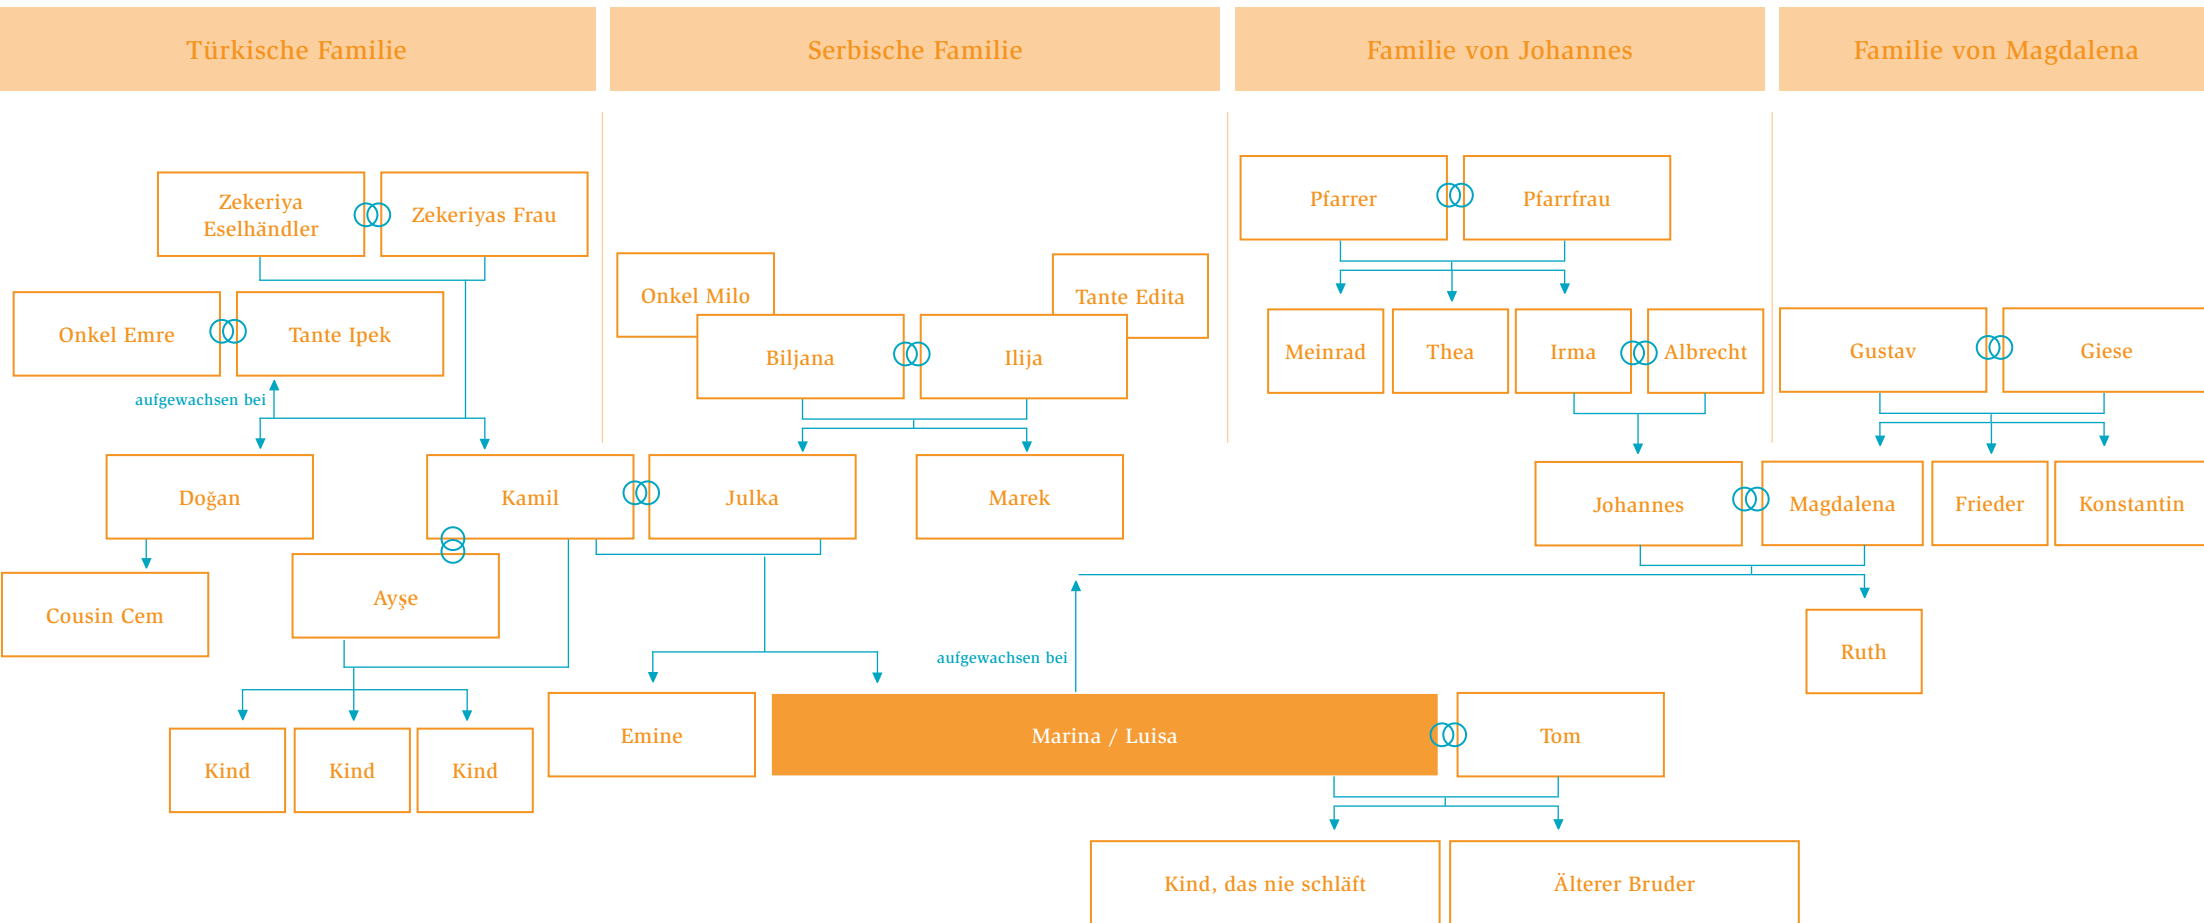 Türkische Familie
Serbische Familie
Familie von Johannes
Familie von Magdalena
Zekeriya
Eselhändler
Zekeriyas Frau
Pfarrer
Pfarrfrau
Onkel Emre
Tante Ipek
Onkel Milo
Tante Edita
Biljana
Ilija
Meinrad
Thea
Irma
Albrecht
Gustav
Giese
aufgewachsen bei
Doğan
Kamil
Julka
Marek
Johannes
Magdalena
Frieder
Konstantin
Cousin Cem
Ayşe
Ruth
aufgewachsen bei
Emine
Marina / Luisa
Tom
Kind
Kind
Kind
Kind, das nie schläft
Älterer Bruder